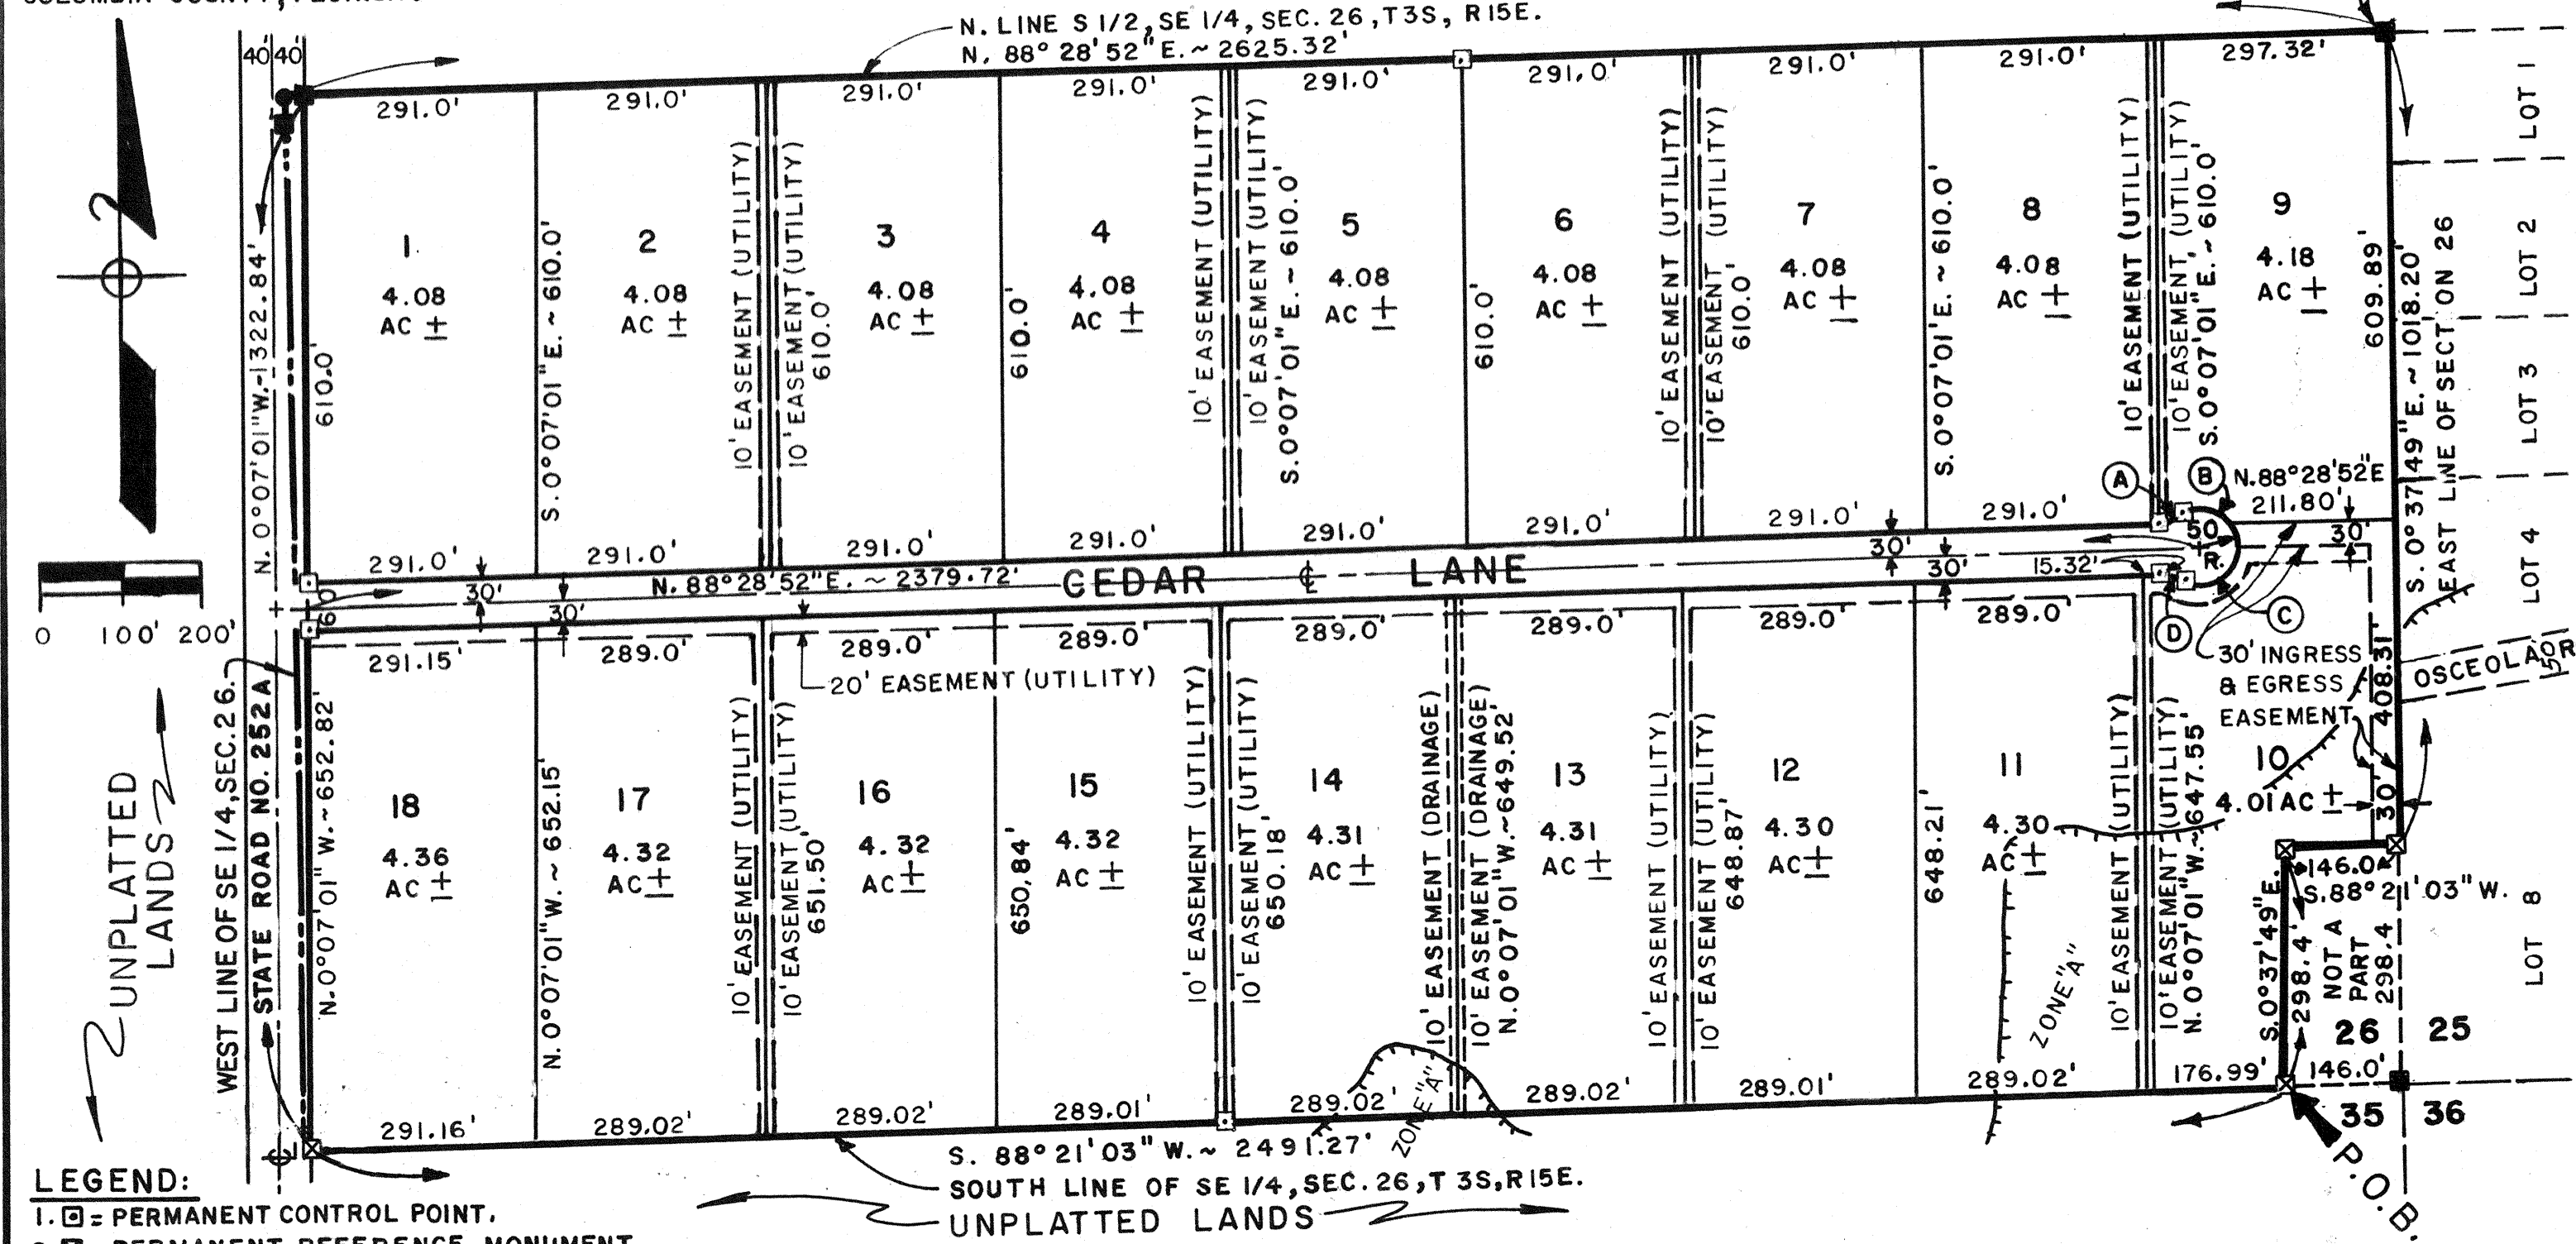 N. LINE S 1/2, SE 1/4, SEC. 26, T3S, R15E.
N. 88° 28' 52" E. ~ 2625.32'
40' 40'
291.0'
291.0'
291.0'
291.0'
291.0'
291.0'
291.0'
291.0'
297.32'
LOT 1
LOT 2
LOT 3
LOT 4
N. 0°07'01" W. - 1322.84'
610.0'
1
4.08
AC ±
S. 0°07'01" E. ~ 610.0'
2
4.08
AC ±
10' EASEMENT (UTILITY)
10' EASEMENT (UTILITY)
610.0'
3
4.08
AC ±
610.0'
4
4.08
AC ±
10' EASEMENT (UTILITY)
10' EASEMENT (UTILITY)
S. 0°07'01" E. ~ 610.0'
5
4.08
AC ±
610.0'
6
4.08
AC ±
10' EASEMENT (UTILITY)
10' EASEMENT (UTILITY)
610.0'
7
4.08
AC ±
S. 0°07'01" E. ~ 610.0'
8
4.08
AC ±
10' EASEMENT (UTILITY)
10' EASEMENT, (UTILITY)
S. 0°07'01" E. ~ 610.0'
9
4.18
AC ±
609.89'
S. 0°37'49" E. ~ 1018.20'
EAST LINE OF SECTION 26
A
B
N. 88°28'52" E
211.80'
291.0'
291.0'
291.0'
291.0'
291.0'
291.0'
291.0'
291.0'
50
R.
30'
30'
30'
30'
30'
60'
N. 88°28'52" E. ~ 2379.72'
CEDAR ℄ LANE
15.32'
D
C
0 100' 200'
291.15'
289.0'
289.0'
289.0'
289.0'
289.0'
289.0'
289.0'
20' EASEMENT (UTILITY)
30' INGRESS
& EGRESS
EASEMENT
OSCEOLA
50'
408.31'
UNPLATTED
LANDS
WEST LINE OF SE 1/4, SEC. 26.
STATE ROAD NO. 252 A
N. 0°07'01" W. ~ 652.82'
18
4.36
AC ±
N. 0°07'01" W. ~ 652.15'
17
4.32
AC ±
10' EASEMENT (UTILITY)
10' EASEMENT (UTILITY)
651.50'
16
4.32
AC ±
650.84'
15
4.32
AC ±
10' EASEMENT (UTILITY)
10' EASEMENT (UTILITY)
650.18'
14
4.31
AC ±
10' EASEMENT (DRAINAGE)
10' EASEMENT (DRAINAGE)
N. 0°07'01" W. ~ 649.52'
13
4.31
AC ±
10' EASEMENT (UTILITY)
10' EASEMENT (UTILITY)
648.87'
12
4.30
AC ±
648.21'
11
4.30
AC ±
ZONE "A"
10' EASEMENT (UTILITY)
10' EASEMENT (UTILITY)
N. 0°07'01" W. ~ 647.55'
10
4.01 AC ±
30'
146.0'
S. 88° 21' 03" W.
S. 0°37'49" E.
298.4'
NOT A
PART
298.4
LOT 8
26 25
35 36
291.16'
289.02'
289.02'
289.01'
289.02'
289.02'
289.01'
289.02'
176.99'
146.0'
ZONE "A"
P.O.B.
S. 88° 21' 03" W. ~ 2491.27'
SOUTH LINE OF SE 1/4, SEC. 26, T 3S, R15E.
UNPLATTED LANDS
LEGEND:
1. = PERMANENT CONTROL POINT.